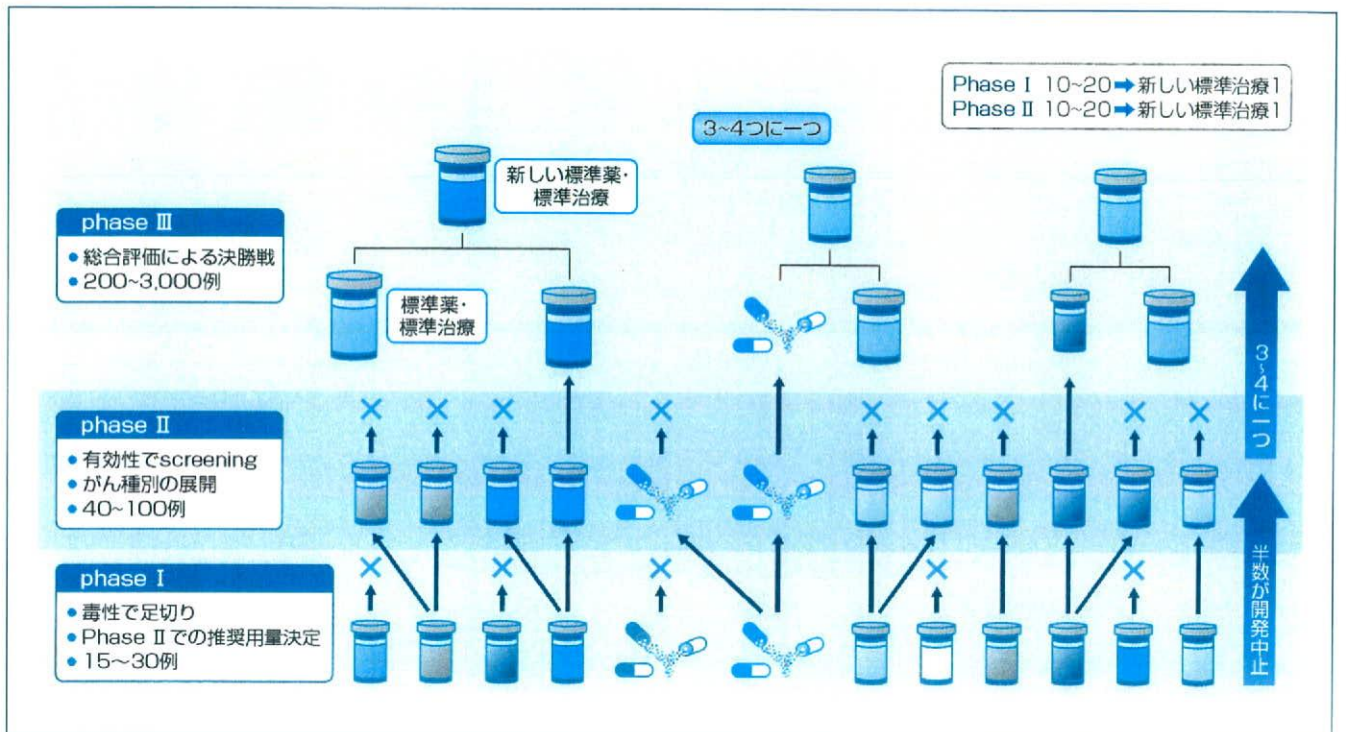 Phase Ⅰ 10~20➡新しい標準治療1
Phase Ⅱ 10~20➡新しい標準治療1
3~4つに一つ
新しい標準薬・
標準治療
phase Ⅲ
● 総合評価による決勝戦
● 200~3,000例
標準薬・
標準治療
3~4に一つ
phase Ⅱ
● 有効性でscreening
● がん種別の展開
● 40~100例
phase Ⅰ
● 毒性で足切り
● Phase Ⅱでの推奨用量決定
● 15~30例
半数が開発中止